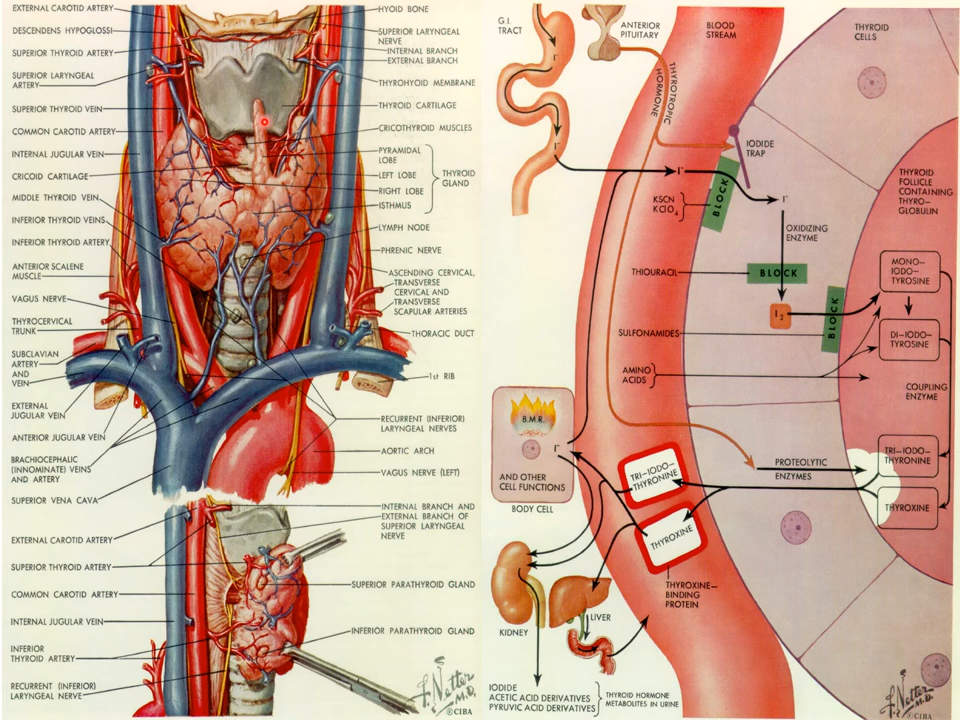 EXTERNAL CAROTID ARTERY
DESCENDENS HYPOGLOSSI
SUPERIOR THYROID ARTERY
SUPERIOR LARYNGEAL
ARTERY
SUPERIOR THYROID VEIN
COMMON CAROTID ARTERY
INTERNAL JUGULAR VEIN
CRICOID CARTILAGE
MIDDLE THYROID VEIN
INFERIOR THYROID VEINS
INFERIOR THYROID ARTERY
ANTERIOR SCALENE
MUSCLE
VAGUS NERVE
THYROCERVICAL
TRUNK
SUBCLAVIAN
ARTERY
AND
VEIN
EXTERNAL
JUGULAR VEIN
ANTERIOR JUGULAR VEIN
BRACHIOCEPHALIC
(INNOMINATE) VEINS
AND ARTERY
SUPERIOR VENA CAVA
HYOID BONE
SUPERIOR LARYNGEAL
NERVE
INTERNAL BRANCH
EXTERNAL BRANCH
THYROHYOID MEMBRANE
THYROID CARTILAGE
CRICOTHYROID MUSCLES
PYRAMIDAL
LOBE
LEFT LOBE
RIGHT LOBE
ISTHMUS
THYROID
GLAND
LYMPH NODE
PHRENIC NERVE
ASCENDING CERVICAL,
TRANSVERSE
CERVICAL AND
TRANSVERSE
SCAPULAR ARTERIES
THORACIC DUCT
1st RIB
RECURRENT (INFERIOR)
LARYNGEAL NERVES
AORTIC ARCH
VAGUS NERVE (LEFT)
EXTERNAL CAROTID ARTERY
SUPERIOR THYROID ARTERY
COMMON CAROTID ARTERY
INTERNAL JUGULAR VEIN
INFERIOR
THYROID ARTERY
RECURRENT (INFERIOR)
LARYNGEAL NERVE
INTERNAL BRANCH AND
EXTERNAL BRANCH OF
SUPERIOR LARYNGEAL
NERVE
SUPERIOR PARATHYROID GLAND
INFERIOR PARATHYROID GLAND
F. Netter
M.D.
©CIBA
G.I.
TRACT
I⁻
I⁻
ANTERIOR
PITUITARY
BLOOD
STREAM
THYROID
CELLS
THYROTROPIC
HORMONE
IODIDE
TRAP
I⁻
I⁻
KSCN
KClO₄
BLOCK
OXIDIZING
ENZYME
THIOURACIL
BLOCK
I₂
BLOCK
SULFONAMIDES
AMINO
ACIDS
THYROID
FOLLICLE
CONTAINING
THYRO—
GLOBULIN
MONO—
IODO—
TYROSINE
DI—IODO—
TYROSINE
COUPLING
ENZYME
TRI—IODO—
THYRONINE
THYROXINE
PROTEOLYTIC
ENZYMES
B.M.R.
I⁻
AND OTHER
CELL FUNCTIONS
BODY CELL
TRI—IODO—
THYRONINE
THYROXINE
THYROXINE—
BINDING
PROTEIN
KIDNEY
LIVER
IODIDE
ACETIC ACID DERIVATIVES
PYRUVIC ACID DERIVATIVES
THYROID HORMONE
METABOLITES IN URINE
F. Netter
M.D.
©CIBA